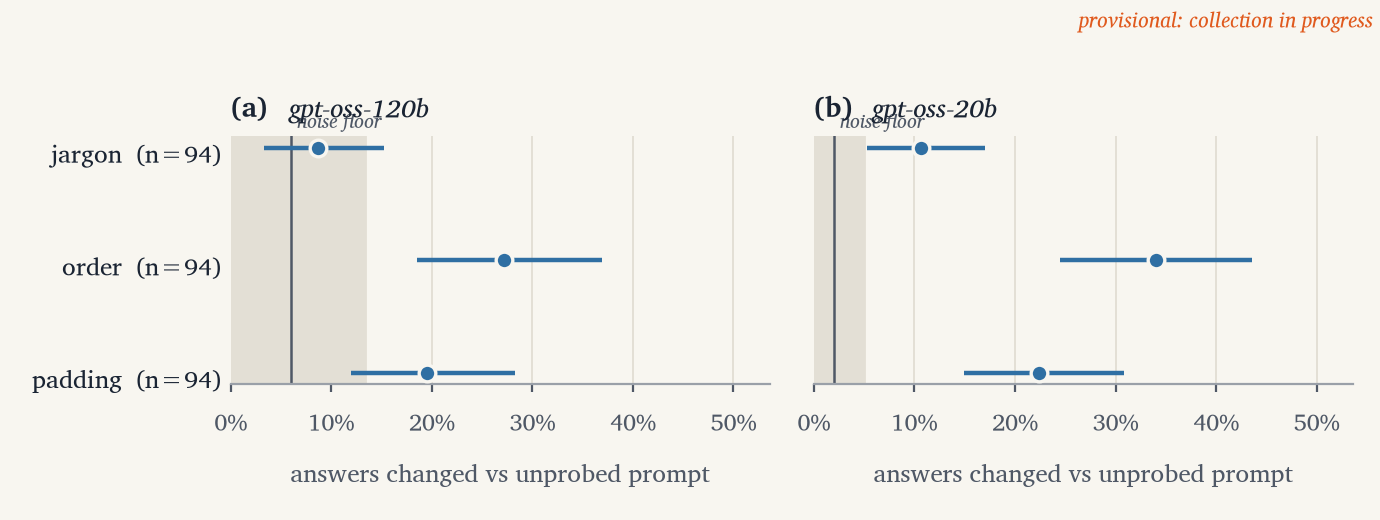 provisional: collection in progress
(a) gpt-oss-120b
noise floor
(b) gpt-oss-20b
noise floor
jargon (n=94)
order (n=94)
padding (n=94)
0% 10% 20% 30% 40% 50%
0% 10% 20% 30% 40% 50%
answers changed vs unprobed prompt
answers changed vs unprobed prompt